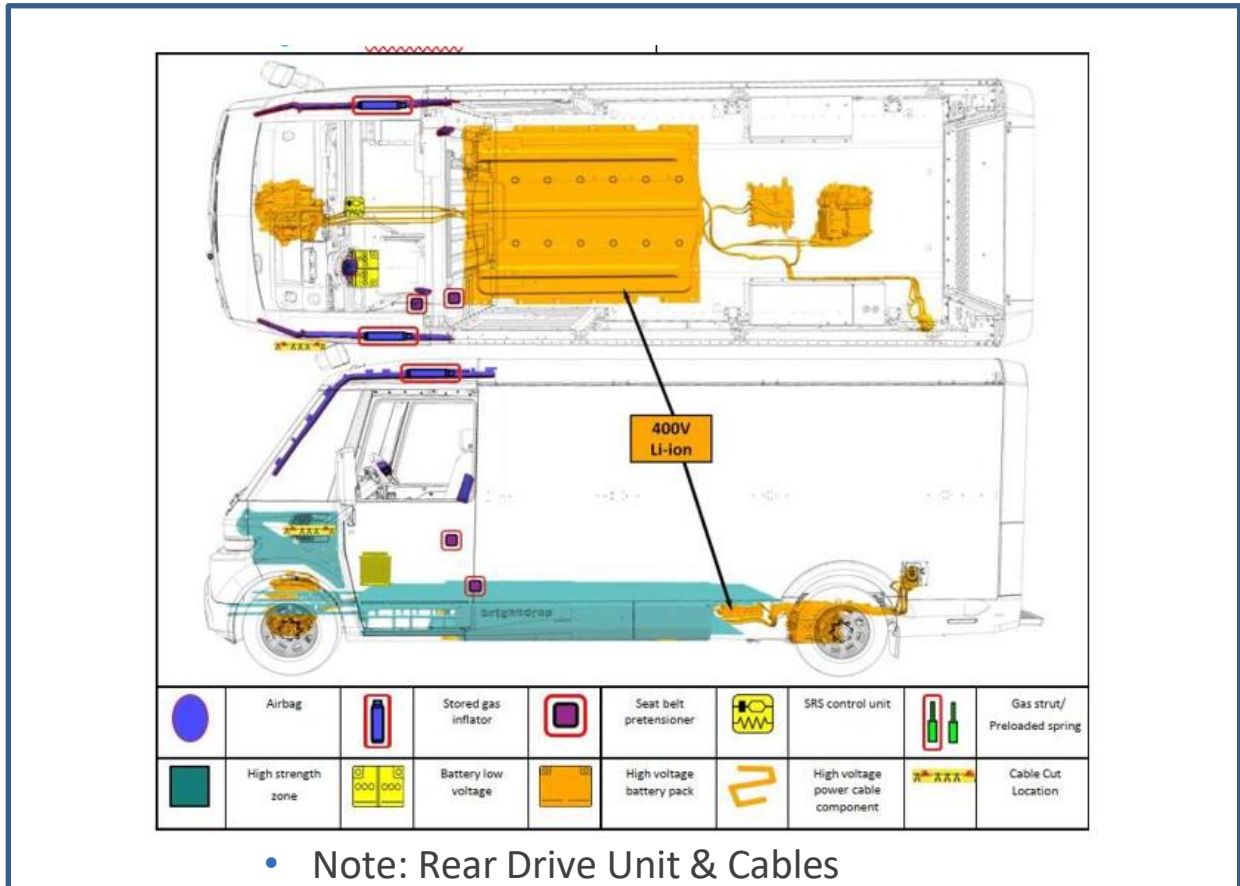 400V
Li-ion
brightdrop
Airbag
Stored gas
inflator
Seat belt
pretensioner
SRS control unit
Gas strut/
Preloaded spring
High strength
zone
Battery low
voltage
High voltage
battery pack
High voltage
power cable
component
Cable Cut
Location
• Note: Rear Drive Unit & Cables